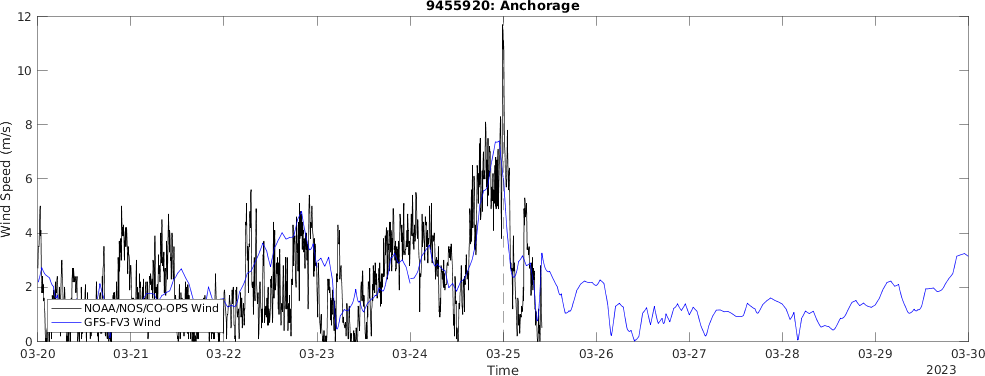 9455920: Anchorage
Wind Speed (m/s)
12
10
8
6
4
2
0
NOAA/NOS/CO-OPS Wind
GFS-FV3 Wind
03-20 03-21 03-22 03-23 03-24 03-25 03-26 03-27 03-28 03-29 03-30
Time
2023